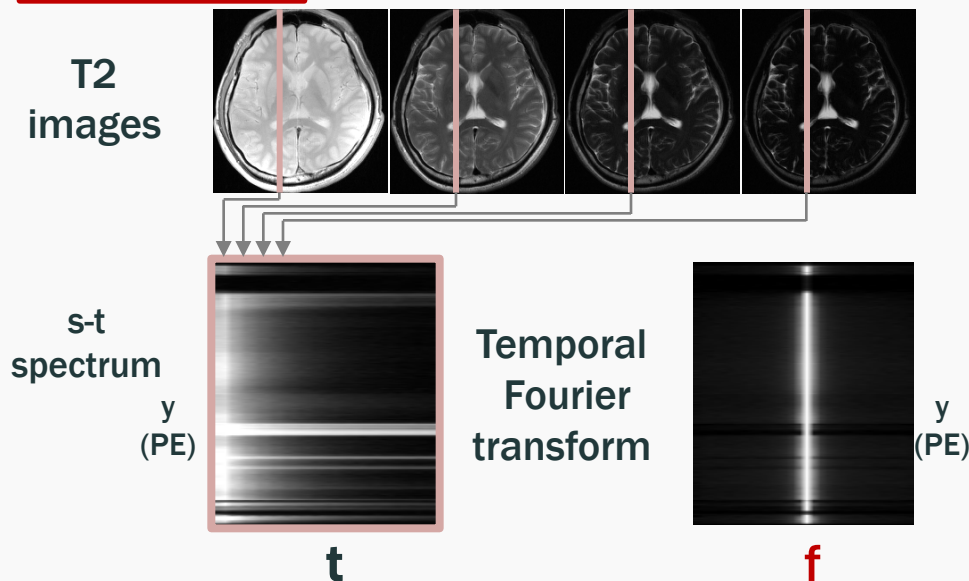 T2
images
s-t
spectrum
y
(PE)
Temporal
Fourier
transform
y
(PE)
t
f